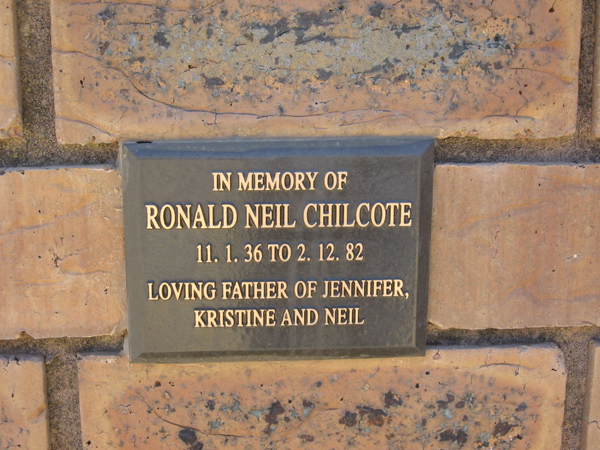 IN MEMORY OF
RONALD NEIL CHILCOTE
11. 1. 36 TO 2. 12. 82
LOVING FATHER OF JENNIFER,
KRISTINE AND NEIL